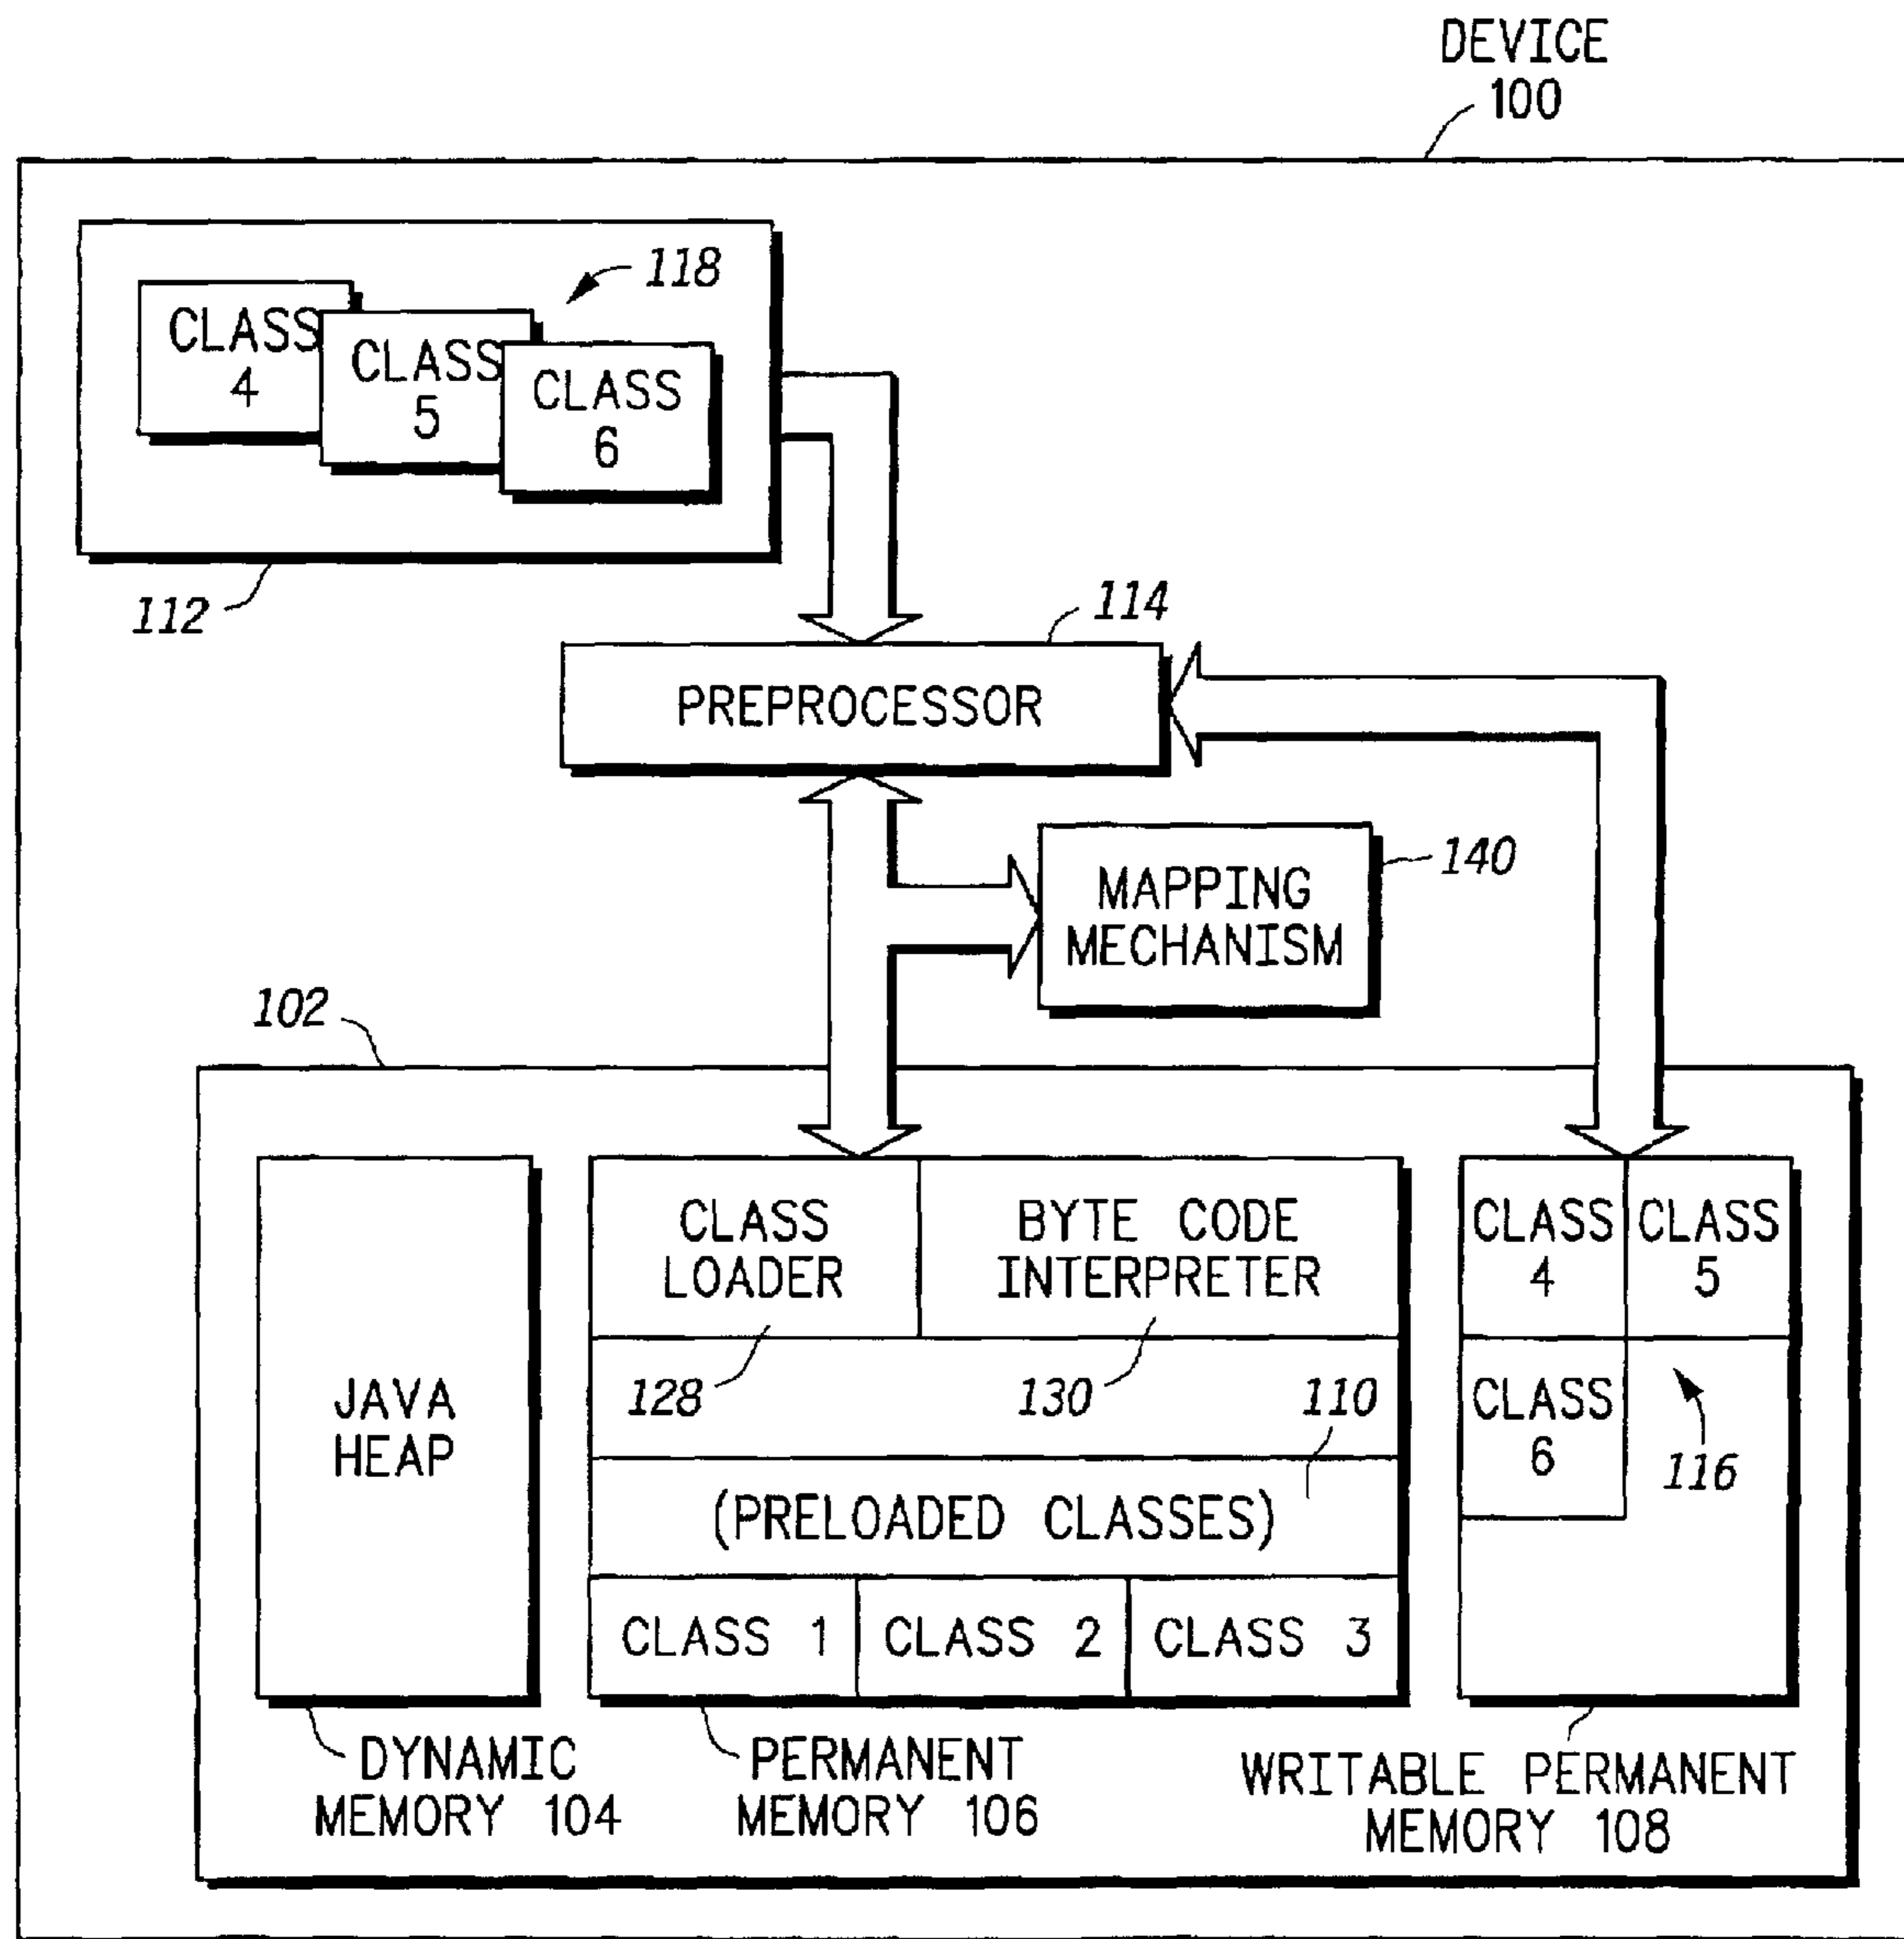 DEVICE
100
118
CLASS
4
CLASS
5
CLASS
6
112
114
PREPROCESSOR
140
MAPPING
MECHANISM
102
JAVA
HEAP
CLASS
LOADER
BYTE CODE
INTERPRETER
128
130
110
(PRELOADED CLASSES)
CLASS 1
CLASS 2
CLASS 3
CLASS
4
CLASS
5
CLASS
6
116
DYNAMIC
MEMORY 104
PERMANENT
MEMORY 106
WRITABLE PERMANENT
MEMORY 108